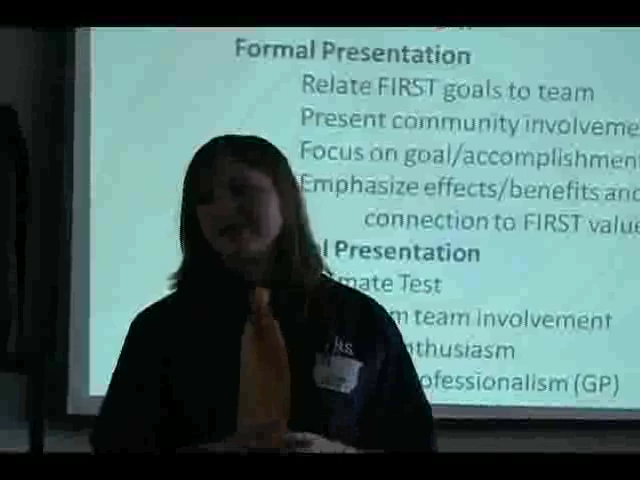 Formal Presentation
Relate FIRST goals to team
Present community involveme
Focus on goal/accomplishmen
Emphasize effects/benefits and
connection to FIRST value
l Presentation
imate Test
m team involvement
nthusiasm
ofessionalism (GP)